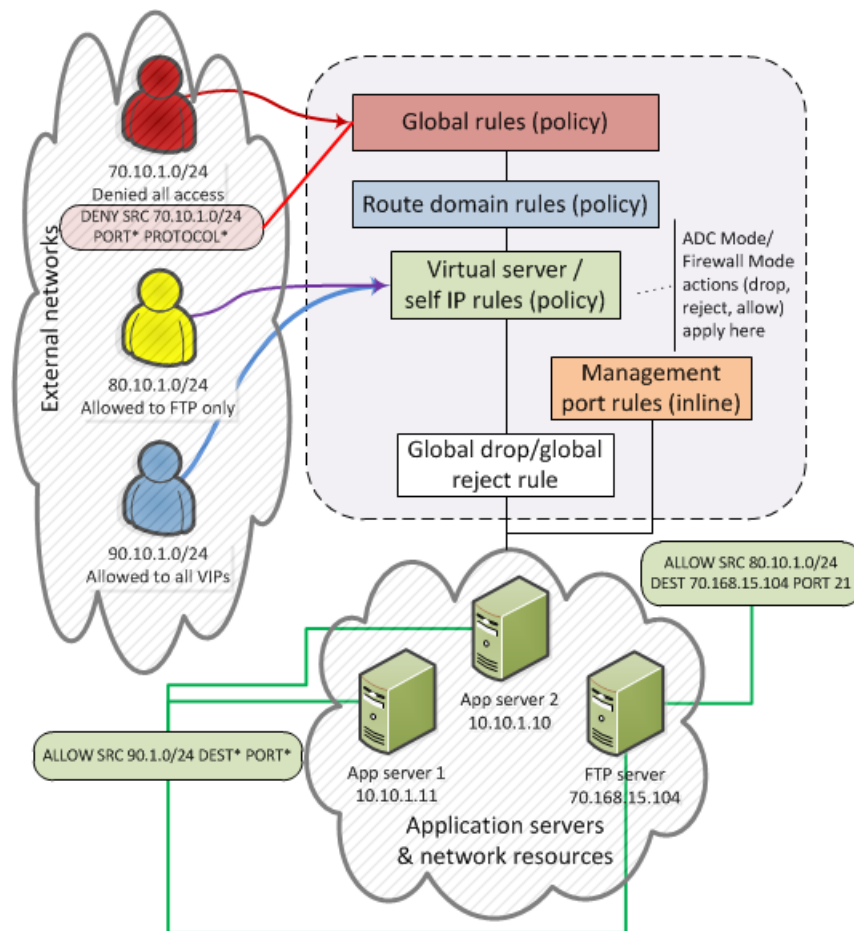 External networks
70.10.1.0/24
Denied all access
DENY SRC 70.10.1.0/24
PORT* PROTOCOL*
80.10.1.0/24
Allowed to FTP only
90.10.1.0/24
Allowed to all VIPs
Global rules (policy)
Route domain rules (policy)
Virtual server /
self IP rules (policy)
ADC Mode/
Firewall Mode
actions (drop,
reject, allow)
apply here
Management
port rules (inline)
Global drop/global
reject rule
ALLOW SRC 80.10.1.0/24
DEST 70.168.15.104 PORT 21
App server 2
10.10.1.10
App server 1
10.10.1.11
FTP server
70.168.15.104
ALLOW SRC 90.1.0/24 DEST* PORT*
Application servers
& network resources